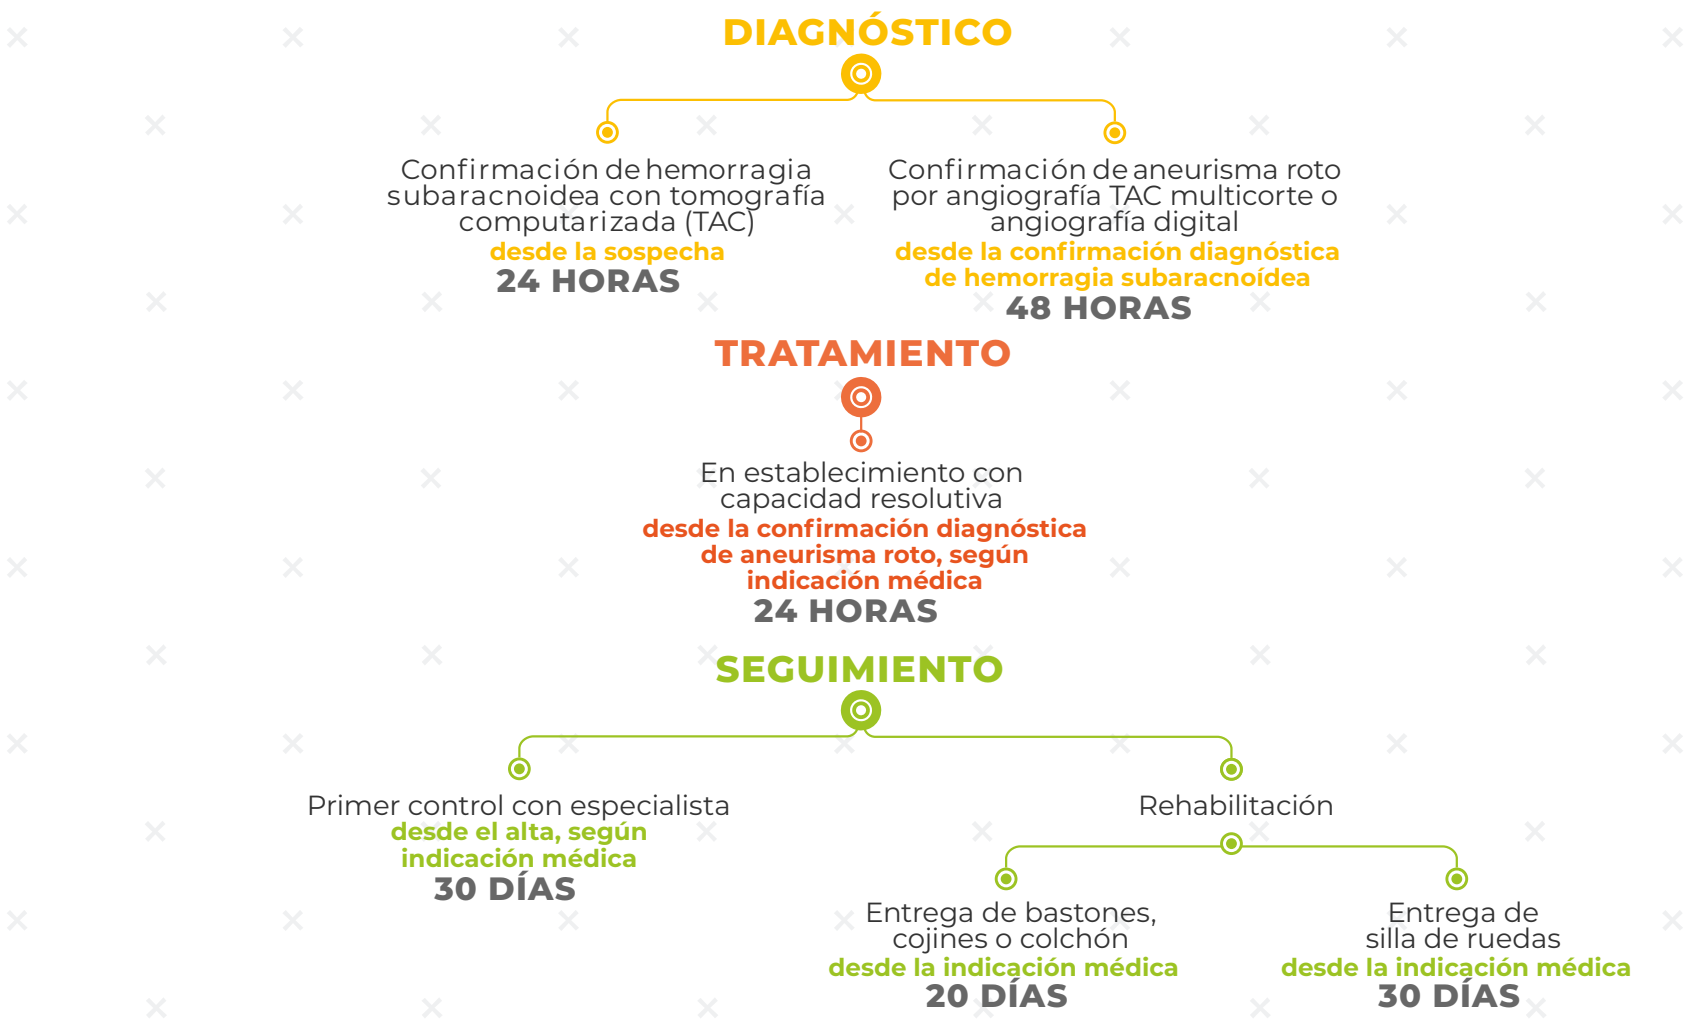 DIAGNÓSTICO
Confirmación de hemorragia
subaracnoidea con tomografía
computarizada (TAC)
desde la sospecha
24 HORAS
Confirmación de aneurisma roto
por angiografía TAC multicorte o
angiografía digital
desde la confirmación diagnóstica
de hemorragia subaracnoídea
48 HORAS
TRATAMIENTO
En establecimiento con
capacidad resolutiva
desde la confirmación diagnóstica
de aneurisma roto, según
indicación médica
24 HORAS
SEGUIMIENTO
Primer control con especialista
desde el alta, según
indicación médica
30 DÍAS
Rehabilitación
Entrega de bastones,
cojines o colchón
desde la indicación médica
20 DÍAS
Entrega de
silla de ruedas
desde la indicación médica
30 DÍAS